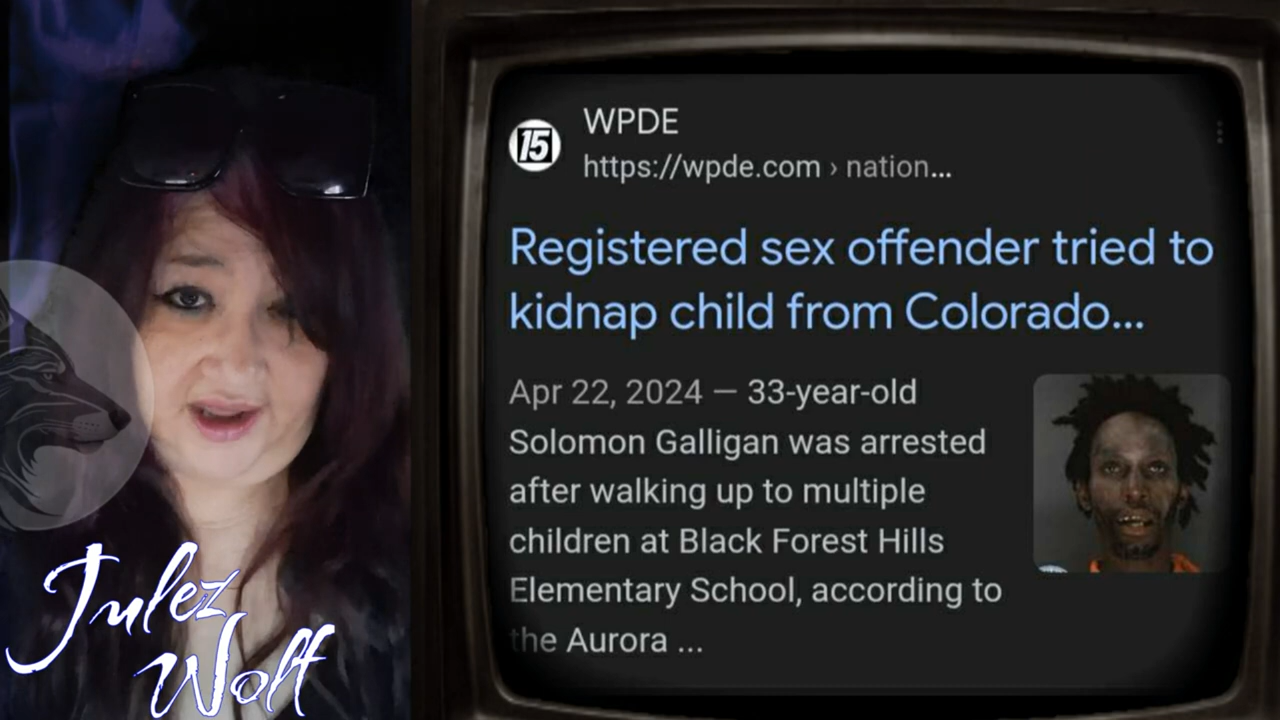 Julez
Wolf
15
WPDE
https://wpde.com › nation...
Registered sex offender tried to
kidnap child from Colorado...
Apr 22, 2024 — 33-year-old
Solomon Galligan was arrested
after walking up to multiple
children at Black Forest Hills
Elementary School, according to
the Aurora ...